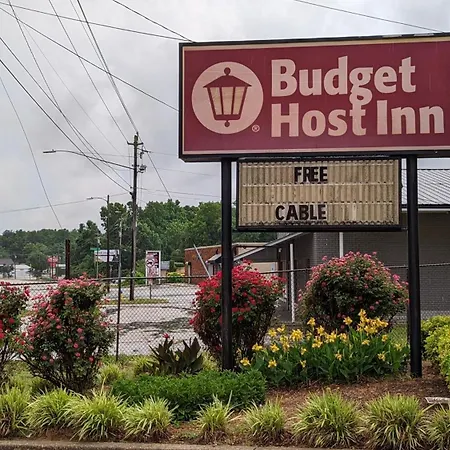 Budget
Host Inn
®
FREE
CABLE